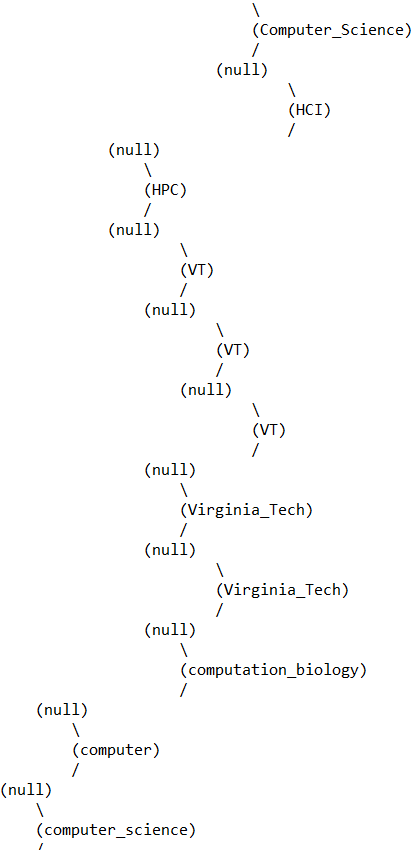 \
(Computer_Science)
/
(null)
\
(HCI)
/
(null)
\
(HPC)
/
(null)
\
(VT)
/
(null)
\
(VT)
/
(null)
\
(VT)
/
(null)
\
(Virginia_Tech)
/
(null)
\
(Virginia_Tech)
/
(null)
\
(computation_biology)
/
(null)
\
(computer)
/
(null)
\
(computer_science)
/